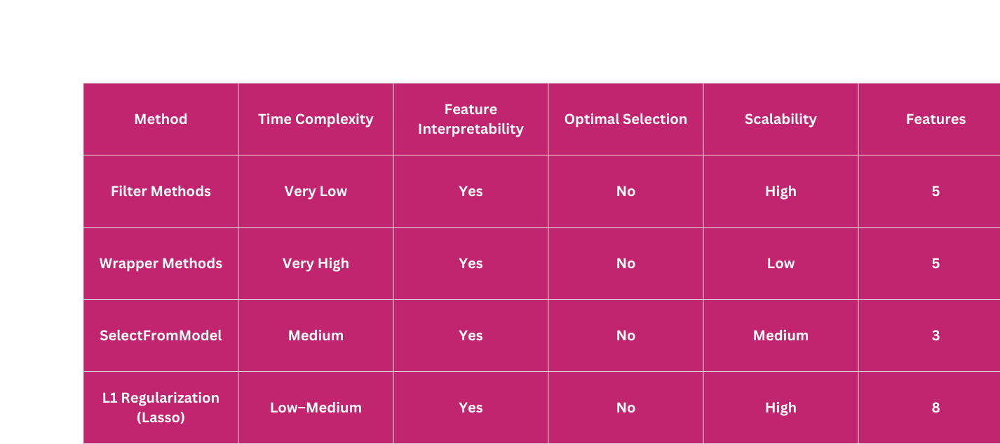 Method Time Complexity Feature Interpretability Optimal Selection Scalability Features
Filter Methods Very Low Yes No High 5
Wrapper Methods Very High Yes No Low 5
SelectFromModel Medium Yes No Medium 3
L1 Regularization (Lasso) Low–Medium Yes No High 8